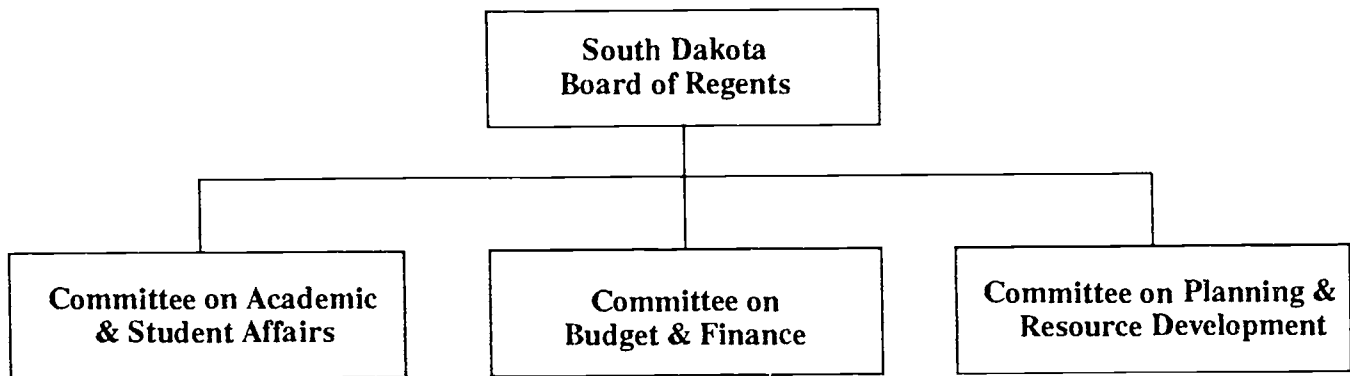 South Dakota
Board of Regents
Committee on Academic
& Student Affairs
Committee on
Budget & Finance
Committee on Planning &
Resource Development